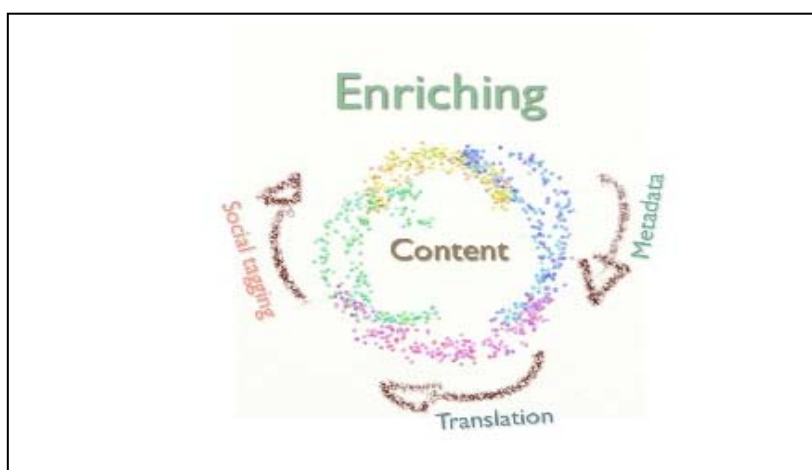 Enriching
Content
Metadata
Translation
Social tagging